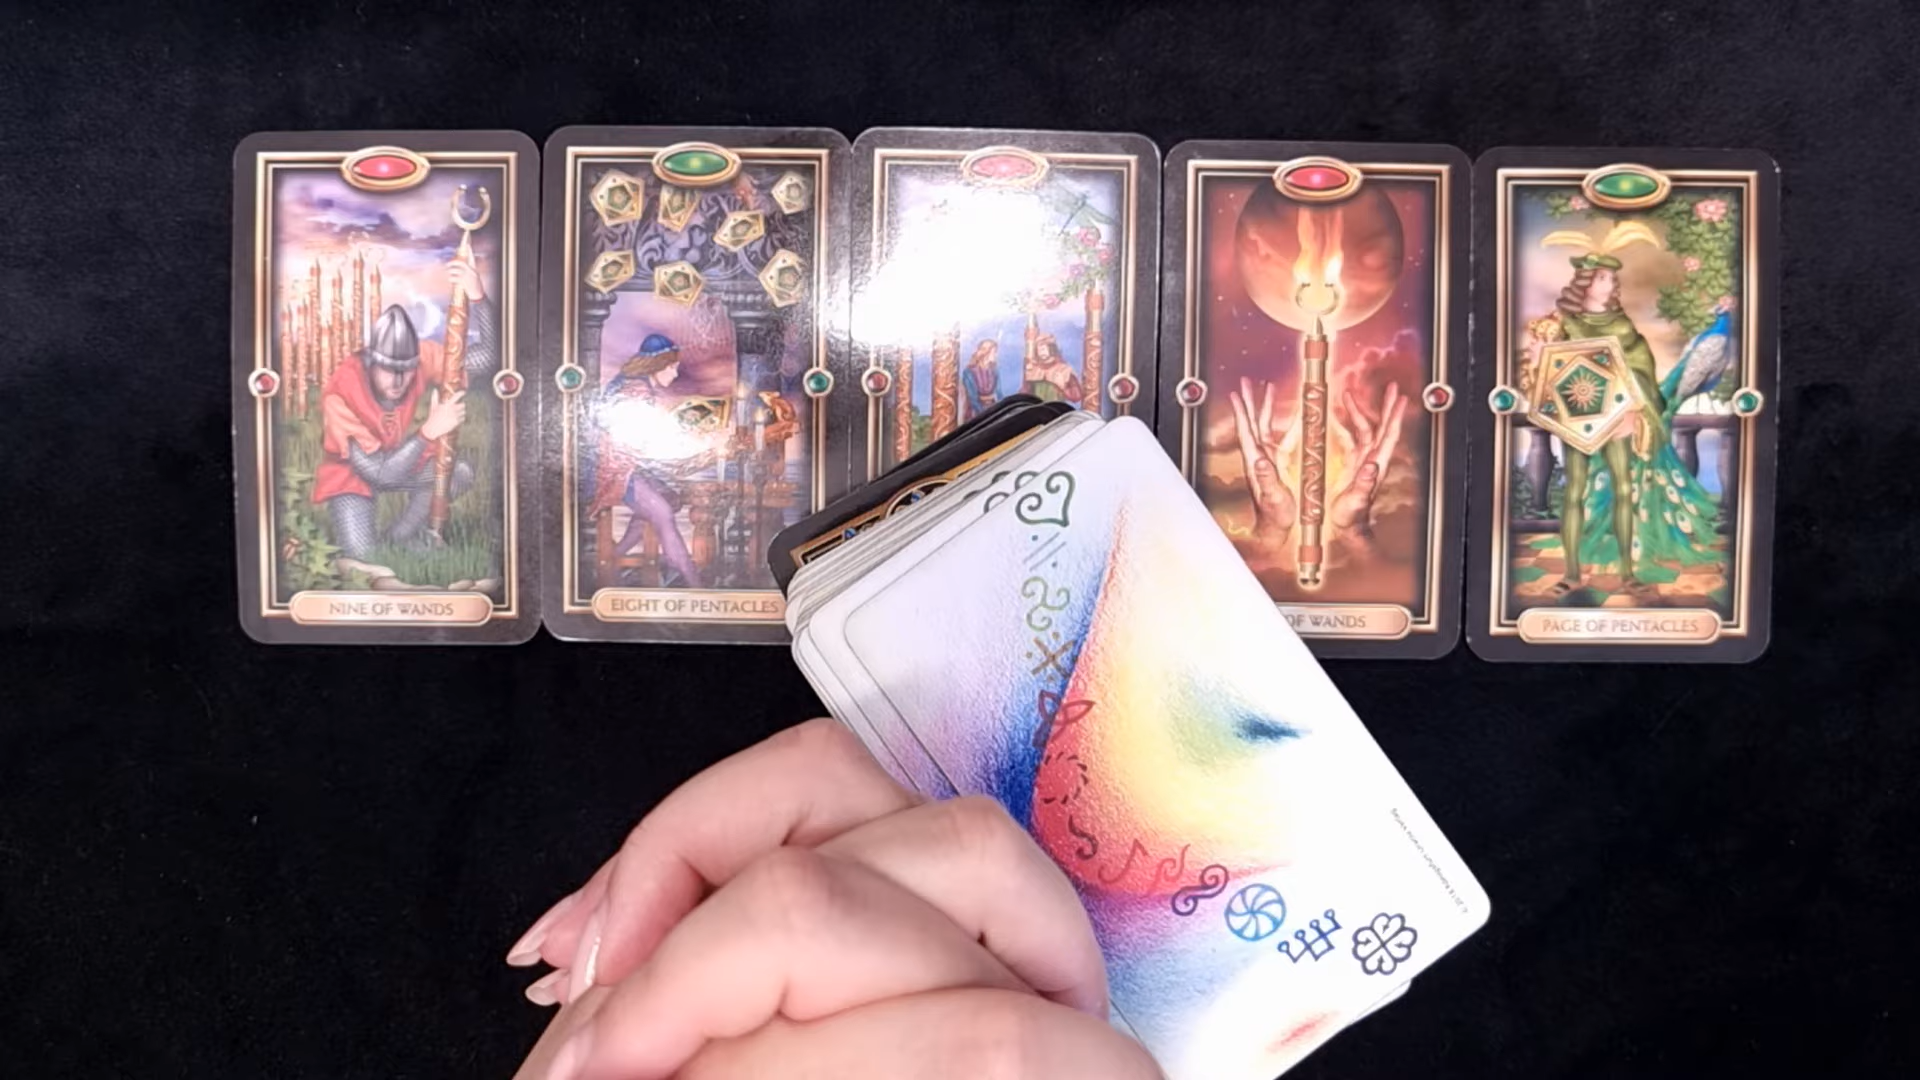 NINE OF WANDS
EIGHT OF PENTACLES
OF WANDS
PAGE OF PENTACLES